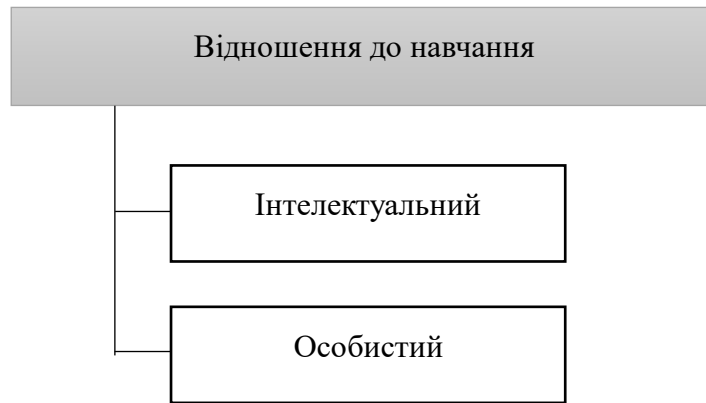 Відношення до навчання
Інтелектуальний
Особистий